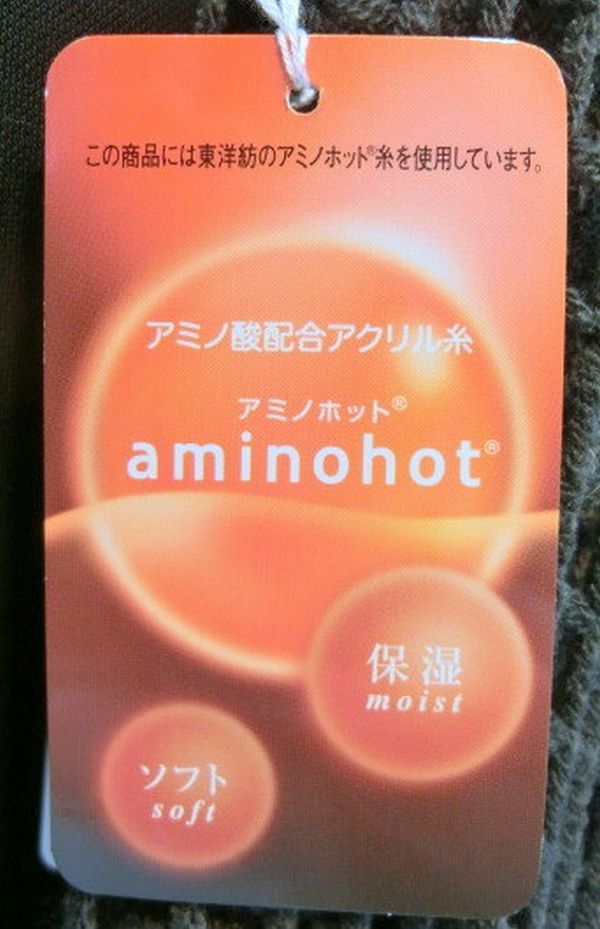 この商品には東洋紡のアミノホット®糸を使用しています。
アミノ酸配合アクリル糸
アミノホット®
aminohot®
保湿
moist
ソフト
soft